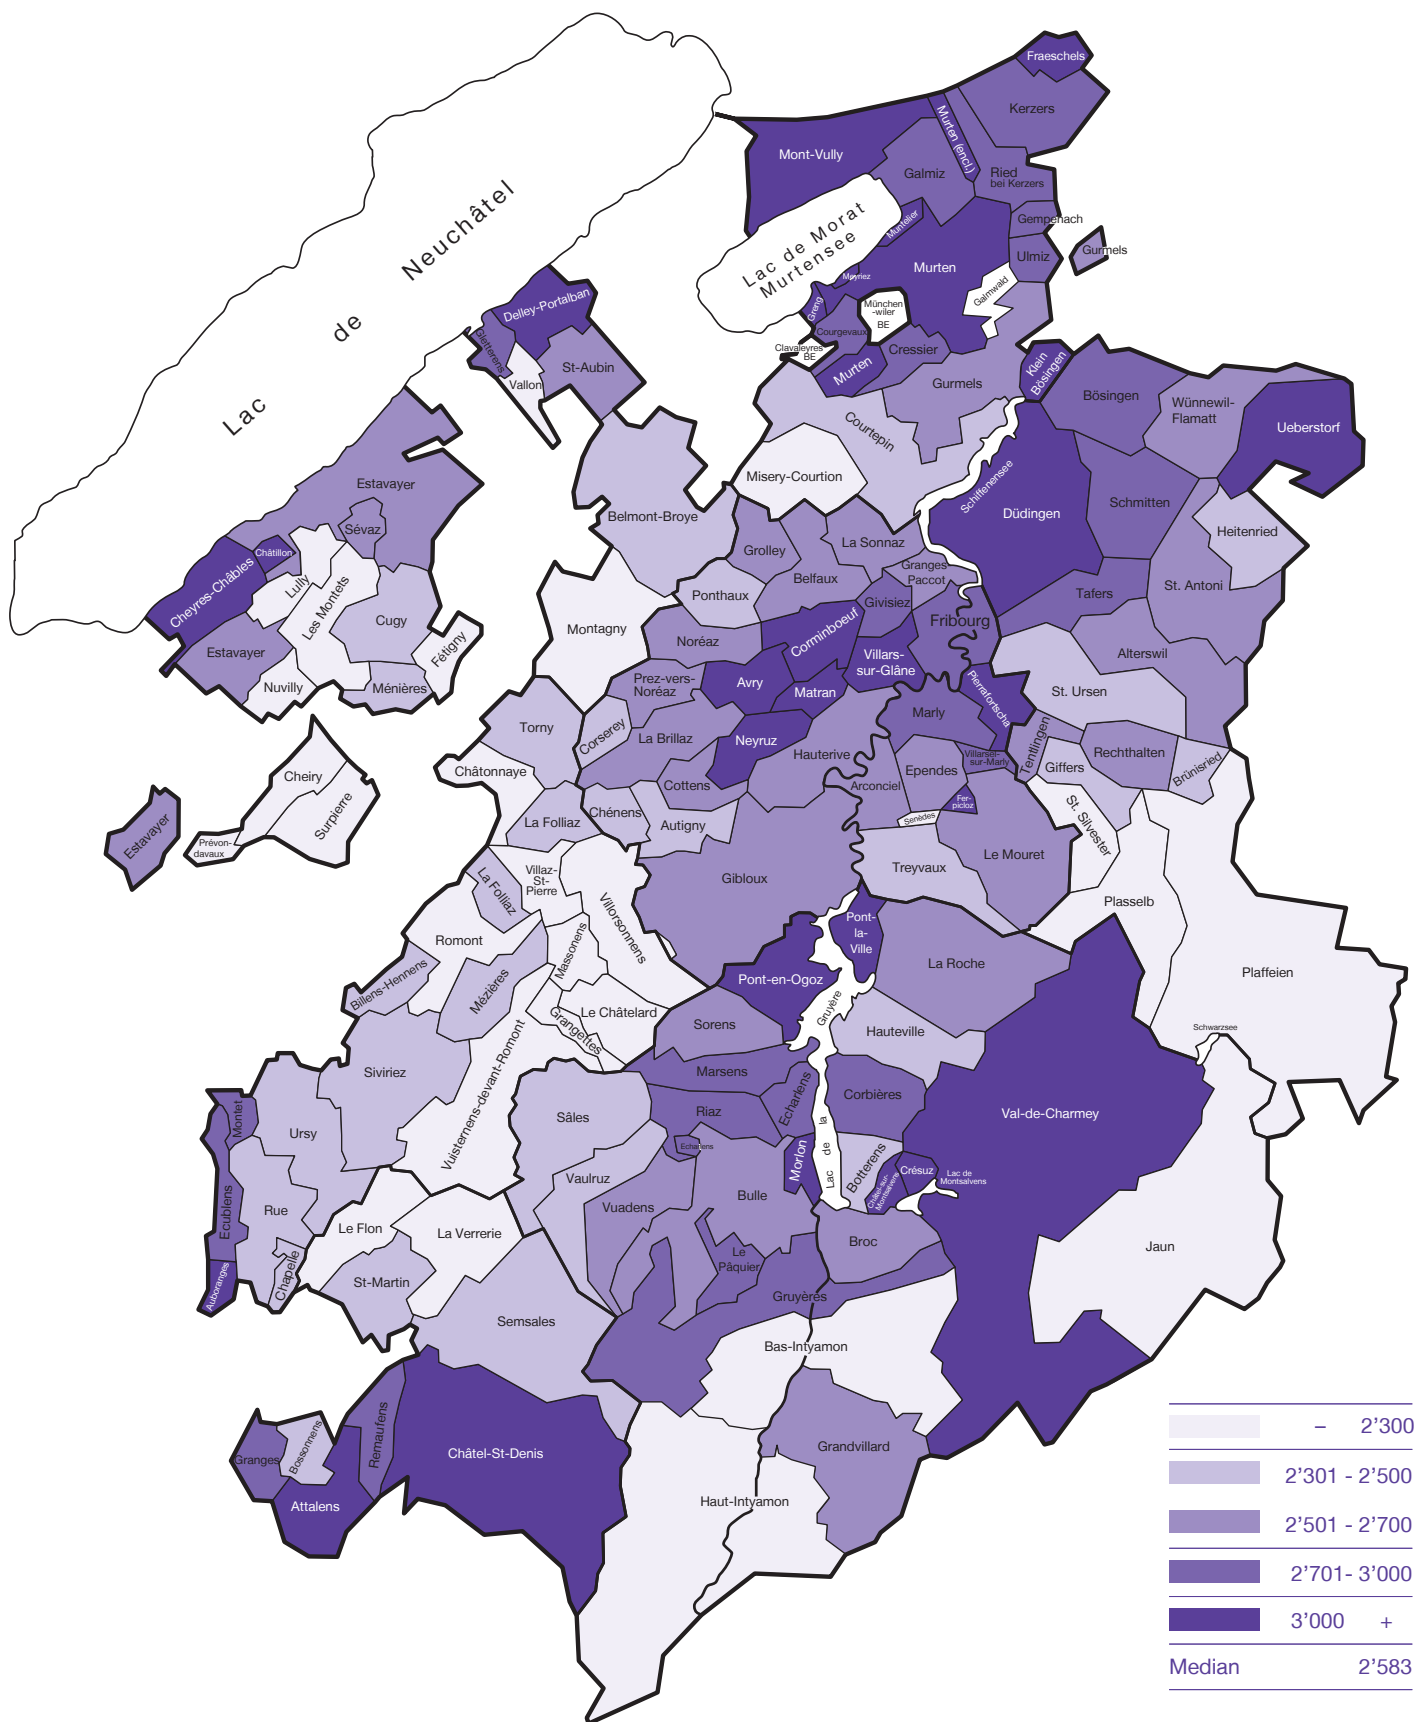 Fraeschels
Kerzers
Mont-Vully
Murten (encl.)
Galmiz
Ried
bei Kerzers
Lac
de
Neuchâtel
Lac de Morat
Murtensee
Muntelier
Gempenach
Gurmels
Ulmiz
Murten
Meyriez
Galmwald
Greng
München
-wiler
BE
Courgevaux
Clavaleyres
BE
Cressier
Murten
Gurmels
Klein
Bösingen
Delley-Portalban
Gletterens
Vallon
St-Aubin
Bösingen
Wünnewil-
Flamatt
Ueberstorf
Courtepin
Misery-Courtion
Schiffenensee
Düdingen
Schmitten
Heitenried
Estavayer
Sévaz
Belmont-Broye
Châtillon
Cheyres-Châbles
Lully
Les Montets
Cugy
Fétigny
Estavayer
Nuvilly
Ménières
Grolley
La Sonnaz
Belfaux
Granges-
Paccot
Ponthaux
Givisiez
Tafers
St. Antoni
Montagny
Noréaz
Corminboeuf
Fribourg
Villars-
sur-Glâne
Alterswil
Prez-vers-
Noréaz
Avry
Matran
Pierrafortscha
St. Ursen
Marly
Torny
Corserey
La Brillaz
Neyruz
Hauterive
Villarsel-
sur-Marly
Tentlingen
Giffers
Rechthalten
Brünisried
Châtonnaye
Cottens
Arconciel
Ependes
Fer-
picloz
Senèdes
St. Silvester
Cheiry
Surpierre
Prévon-
davaux
Estavayer
La Folliaz
Chénens
Autigny
Treyvaux
Le Mouret
Villaz-
St-
Pierre
La Folliaz
Villorsonnens
Gibloux
Plasselb
Romont
Massonens
Pont-
la-
Ville
La Roche
Plaffeien
Billens-Hennens
Mézières
Pont-en-Ogoz
Le Châtelard
Grangettes
Gruyère
Sorens
Hauteville
Schwarzsee
Siviriez
Vuisternens-devant-Romont
Marsens
Echarlens
Corbières
Val-de-Charmey
Montet
Ursy
Sâles
Riaz
Echarlens
Morlon
Lac de la
Botterens
Châtel-sur-
Montsalvens
Crésuz
Lac de
Montsalvens
Vaulruz
Vuadens
Bulle
Ecublens
Rue
Le Flon
La Verrerie
Broc
Jaun
Auboranges
Chapelle
St-Martin
Le
Pâquier
Gruyères
Semsales
Bas-Intyamon
Granges
Bossonnens
Remaufens
Châtel-St-Denis
Grandvillard
Attalens
Haut-Intyamon
– 2'300
2'301 - 2'500
2'501 - 2'700
2'701- 3'000
3'000 +
Median 2'583